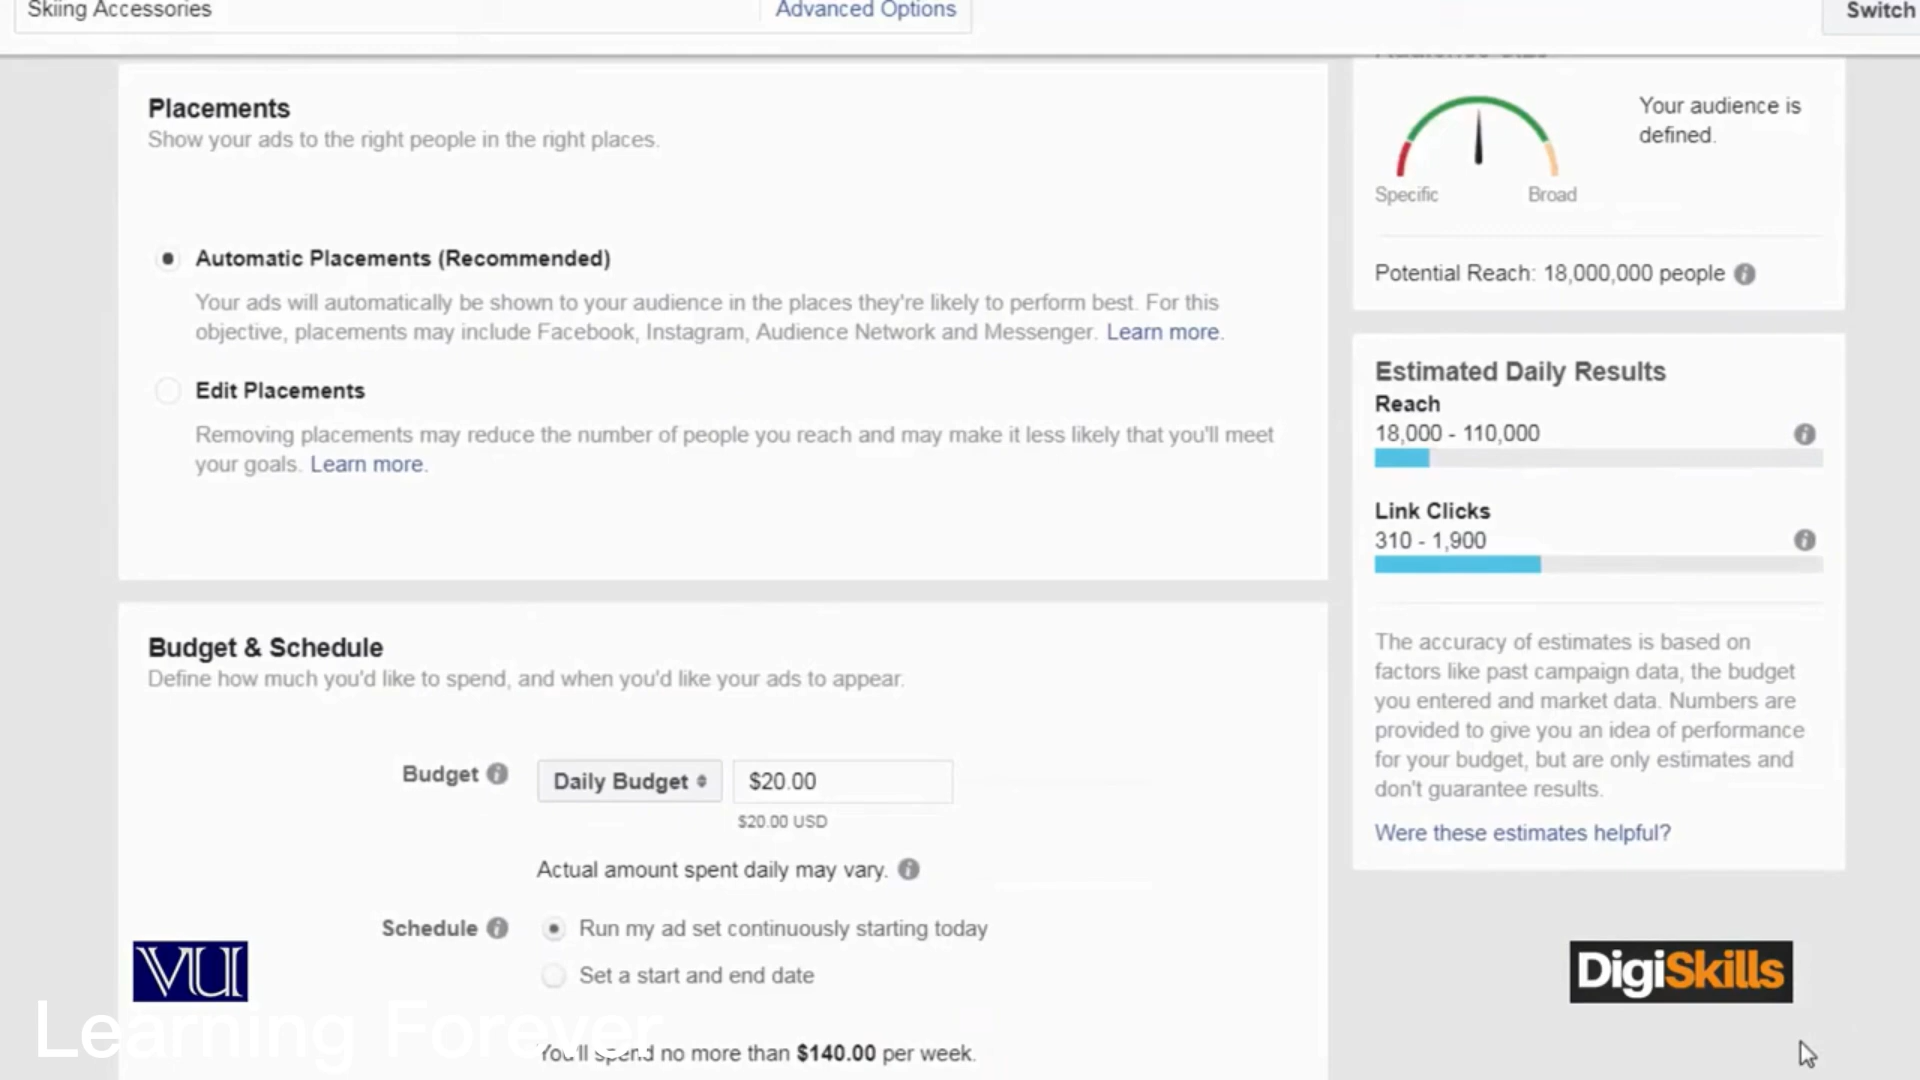 Skiing Accessories
Advanced Options
Switch
Placements
Show your ads to the right people in the right places.
Automatic Placements (Recommended)
Your ads will automatically be shown to your audience in the places they're likely to perform best. For this
objective, placements may include Facebook, Instagram, Audience Network and Messenger. Learn more.
Edit Placements
Removing placements may reduce the number of people you reach and may make it less likely that you'll meet
your goals. Learn more.
Budget & Schedule
Define how much you'd like to spend, and when you'd like your ads to appear.
Budget
Daily Budget
$20.00
$20.00 USD
Actual amount spent daily may vary.
Schedule
Run my ad set continuously starting today
Set a start and end date
You'll spend no more than $140.00 per week.
Your audience is
defined.
Specific
Broad
Potential Reach: 18,000,000 people
Estimated Daily Results
Reach
18,000 - 110,000
Link Clicks
310 - 1,900
The accuracy of estimates is based on
factors like past campaign data, the budget
you entered and market data. Numbers are
provided to give you an idea of performance
for your budget, but are only estimates and
don't guarantee results.
Were these estimates helpful?
VU
Learning Forever
DigiSkills